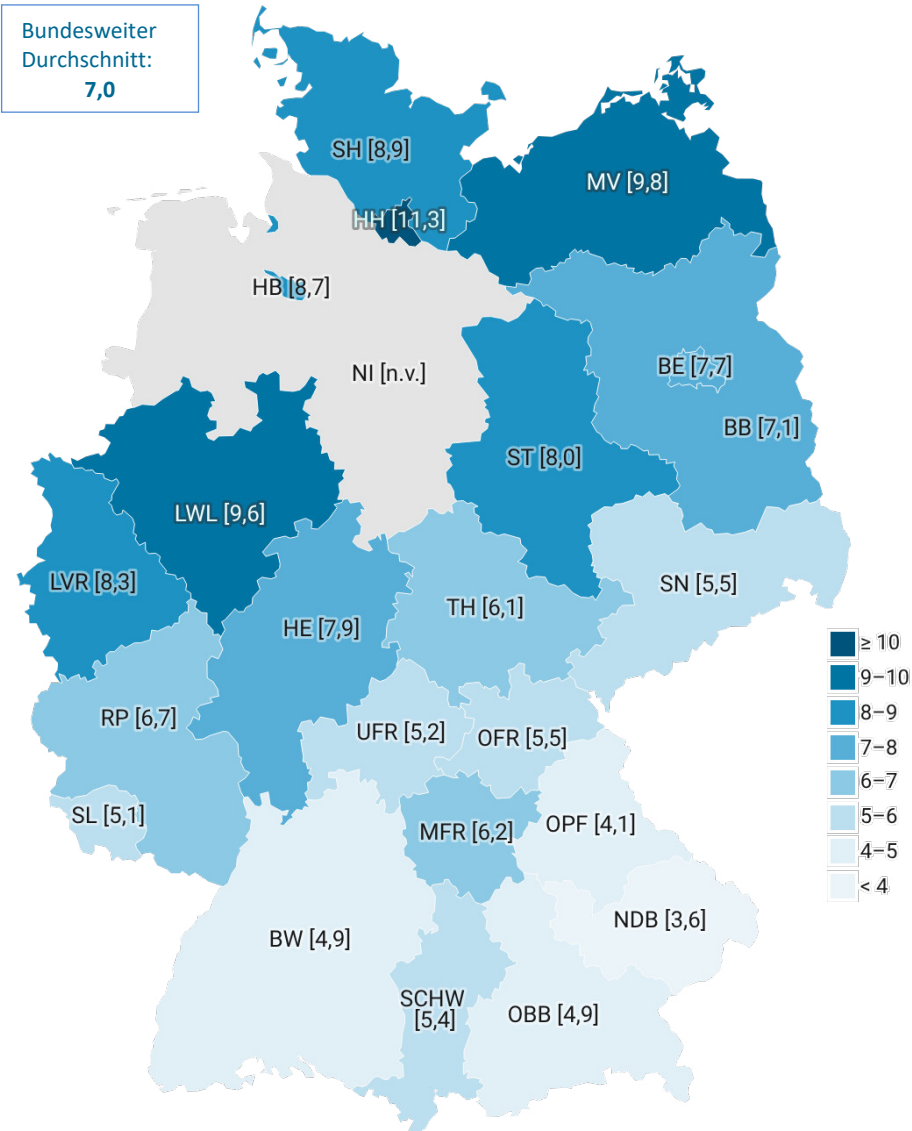 Bundesweiter
Durchschnitt:
7,0
SH [8,9]
MV [9,8]
HH [11,3]
HB [8,7]
NI [n.v.]
BE [7,7]
BB [7,1]
ST [8,0]
LWL [9,6]
LVR [8,3]
SN [5,5]
TH [6,1]
HE [7,9]
RP [6,7]
UFR [5,2]
OFR [5,5]
SL [5,1]
MFR [6,2]
OPF [4,1]
NDB [3,6]
BW [4,9]
SCHW
[5,4]
OBB [4,9]
≥ 10
9–10
8–9
7–8
6–7
5–6
4–5
< 4